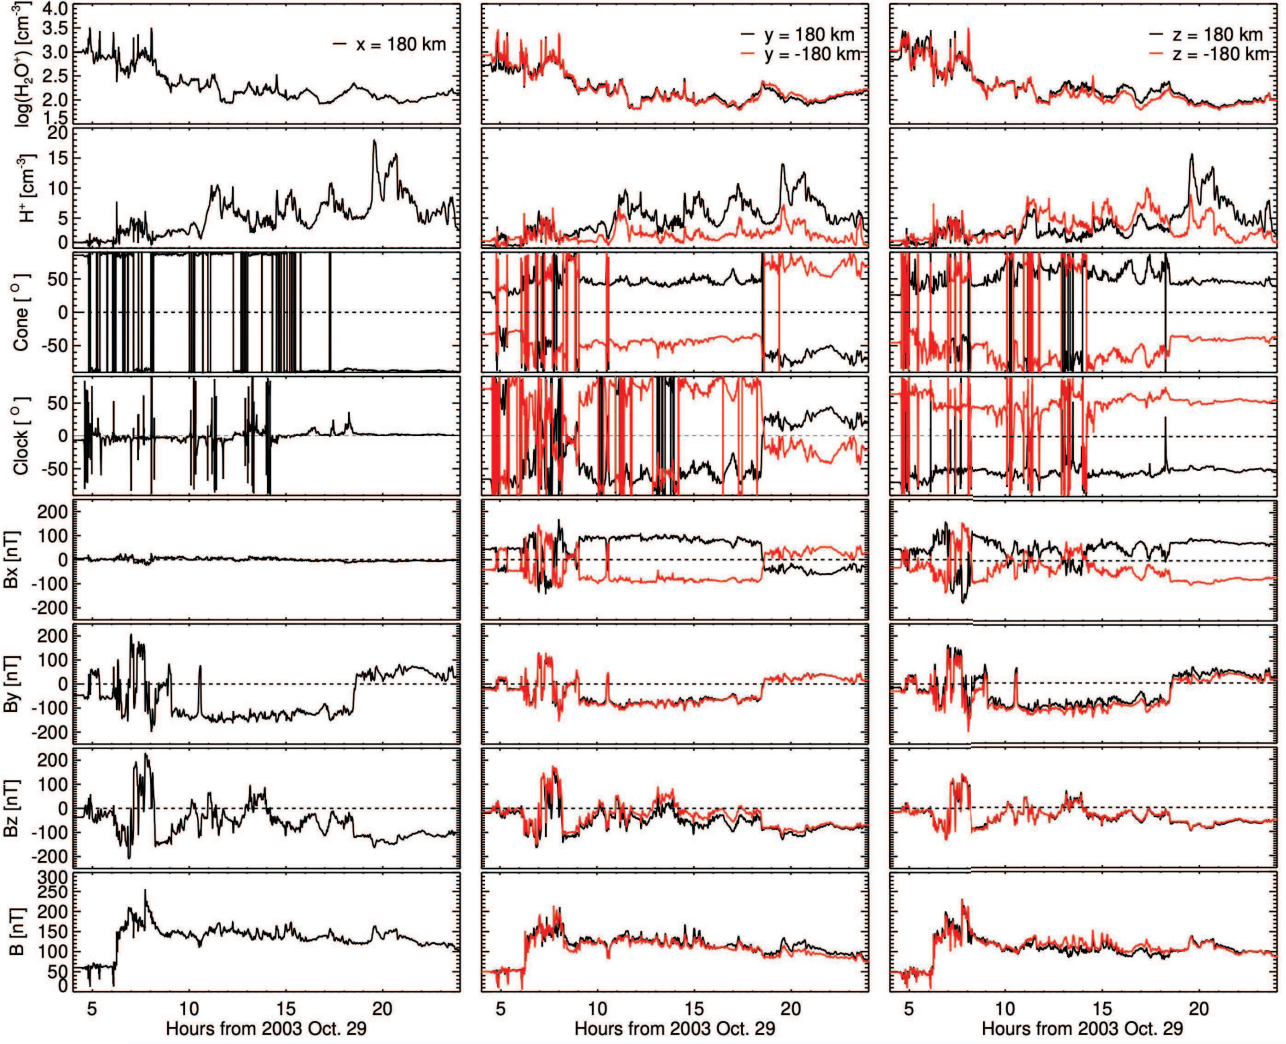 log(H₂O⁺) [cm⁻³]
4.0
3.5
3.0
2.5
2.0
1.5
x = 180 km
y = 180 km
y = -180 km
z = 180 km
z = -180 km
H⁺ [cm⁻³]
20
15
10
5
0
Cone [ ° ]
50
0
-50
Clock [ ° ]
50
0
-50
Bx [nT]
200
100
0
-100
-200
By [nT]
200
100
0
-100
-200
Bz [nT]
200
100
0
-100
-200
B [nT]
300
250
200
150
100
50
0
5 10 15 20
5 10 15 20
5 10 15 20
Hours from 2003 Oct. 29
Hours from 2003 Oct. 29
Hours from 2003 Oct. 29